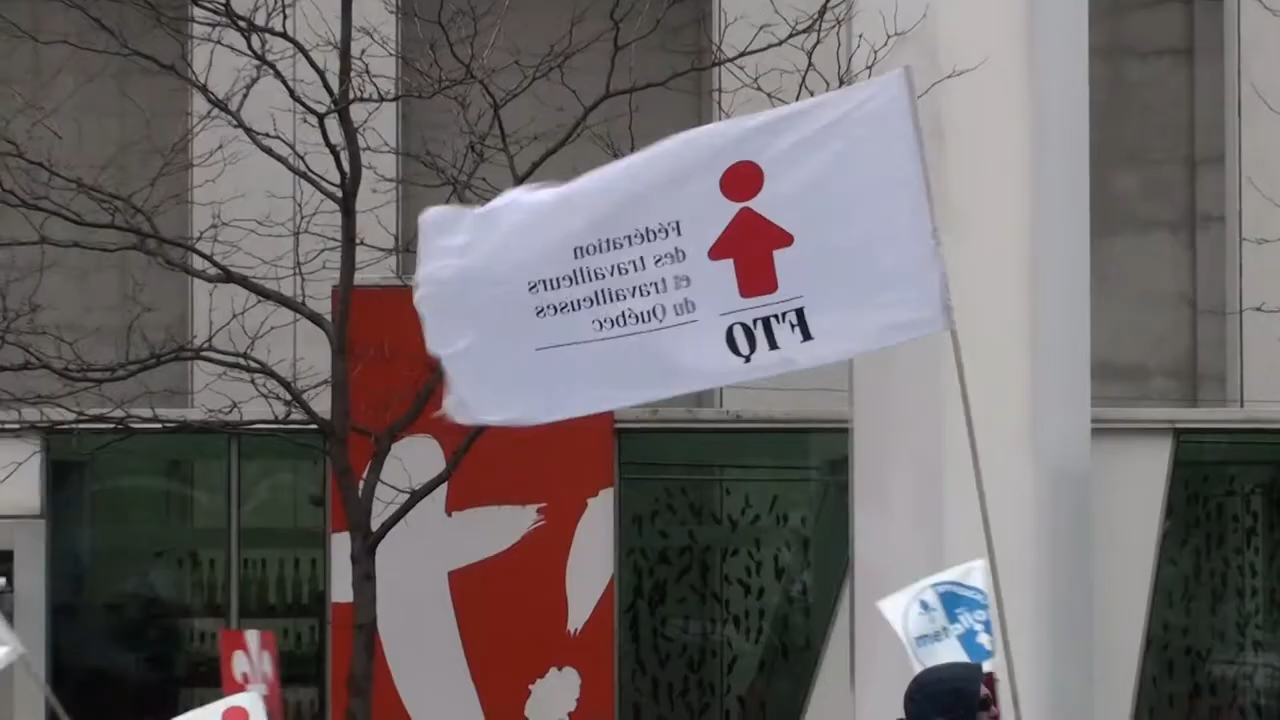 Fédération
des travailleurs
et travailleuses
du Québec
FTQ